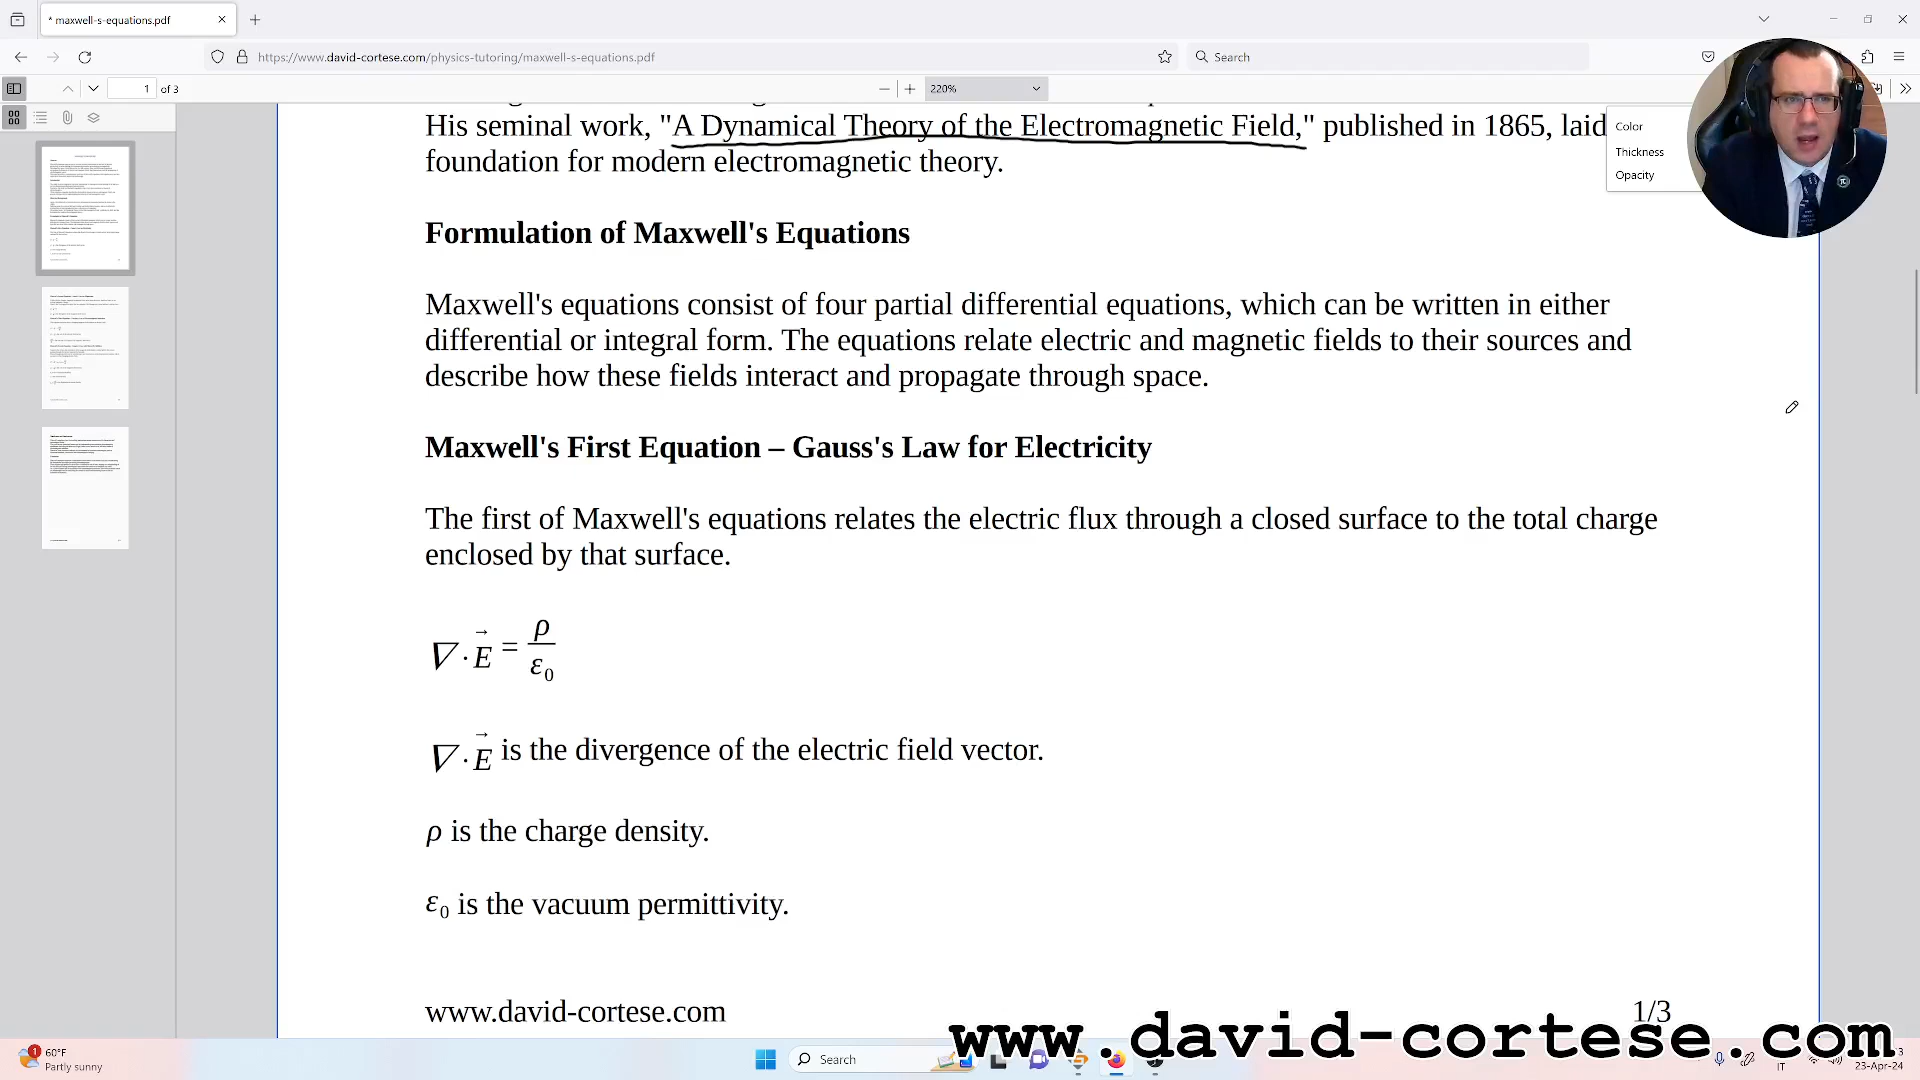 * maxwell-s-equations.pdf
https://www.david-cortese.com/physics-tutoring/maxwell-s-equations.pdf
Search
1 of 3
220%
His seminal work, "A Dynamical Theory of the Electromagnetic Field," published in 1865, laid
foundation for modern electromagnetic theory.
Color
Thickness
Opacity
Formulation of Maxwell's Equations
Maxwell's equations consist of four partial differential equations, which can be written in either
differential or integral form. The equations relate electric and magnetic fields to their sources and
describe how these fields interact and propagate through space.
Maxwell's First Equation – Gauss's Law for Electricity
The first of Maxwell's equations relates the electric flux through a closed surface to the total charge
enclosed by that surface.
∇⋅E⃗ = ρ/ε₀
∇⋅E⃗ is the divergence of the electric field vector.
ρ is the charge density.
ε₀ is the vacuum permittivity.
www.david-cortese.com
1/3
www.david-cortese.com
1
60°F
Partly sunny
Search
IT
23-Apr-24